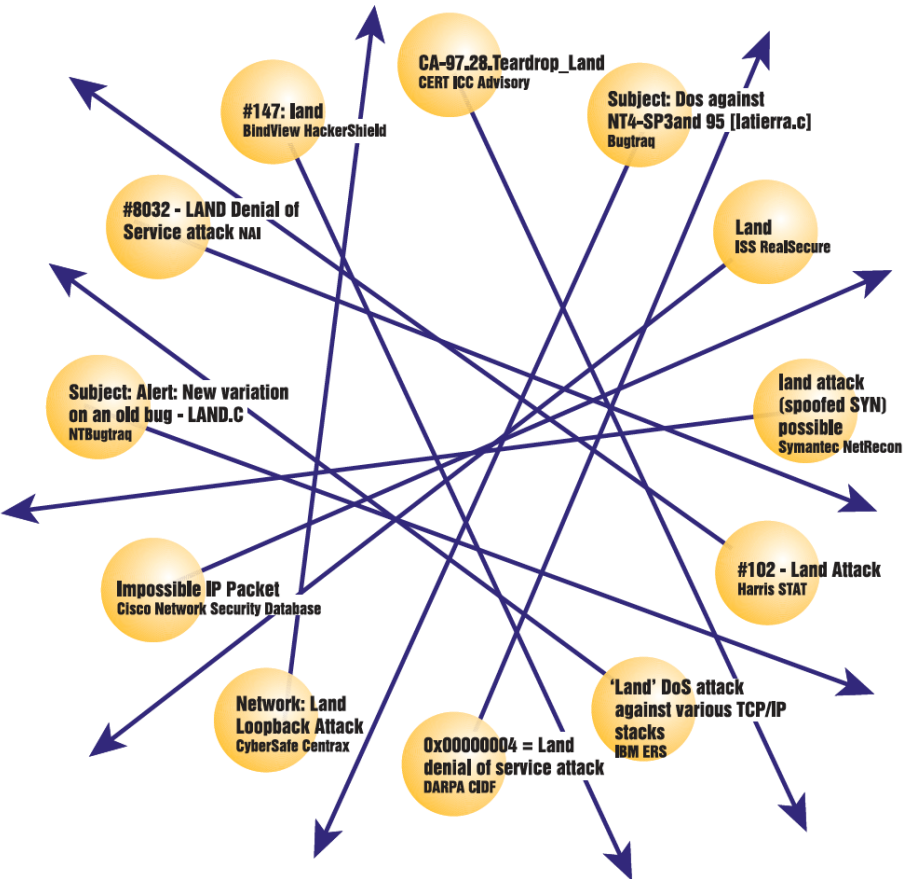 CA-97.28.Teardrop_Land
CERT ICC Advisory
#147: land
BindView HackerShield
Subject: Dos against
NT4-SP3and 95 [latierra.c]
Bugtraq
#8032 - LAND Denial of
Service attack NAI
Land
ISS RealSecure
Subject: Alert: New variation
on an old bug - LAND.C
NTBugtraq
land attack
(spoofed SYN)
possible
Symantec NetRecon
Impossible IP Packet
Cisco Network Security Database
#102 - Land Attack
Harris STAT
Network: Land
Loopback Attack
CyberSafe Centrax
0x00000004 = Land
denial of service attack
DARPA CIDF
‘Land’ DoS attack
against various TCP/IP
stacks
IBM ERS